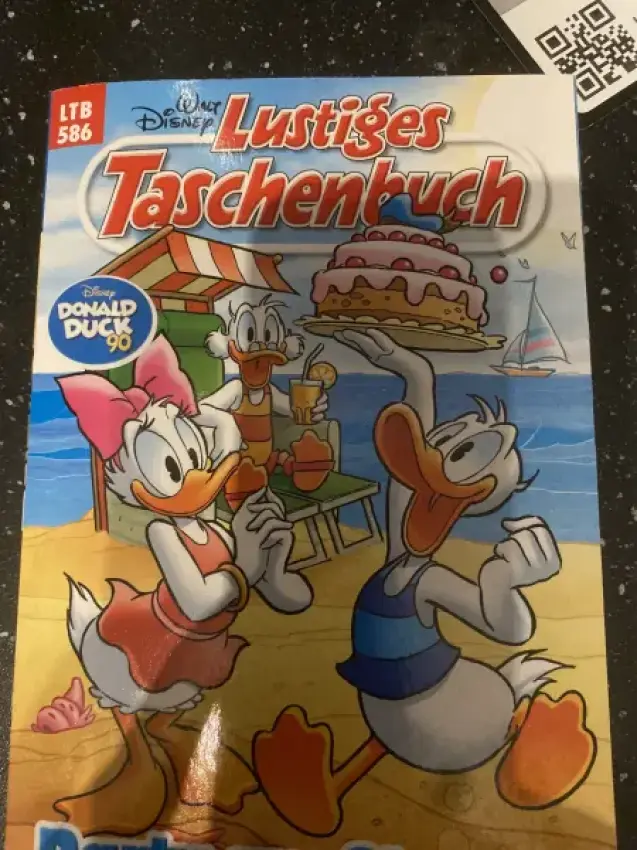 LTB
586
Walt
Disney
Lustiges
Taschenbuch
Disney
DONALD
DUCK
90